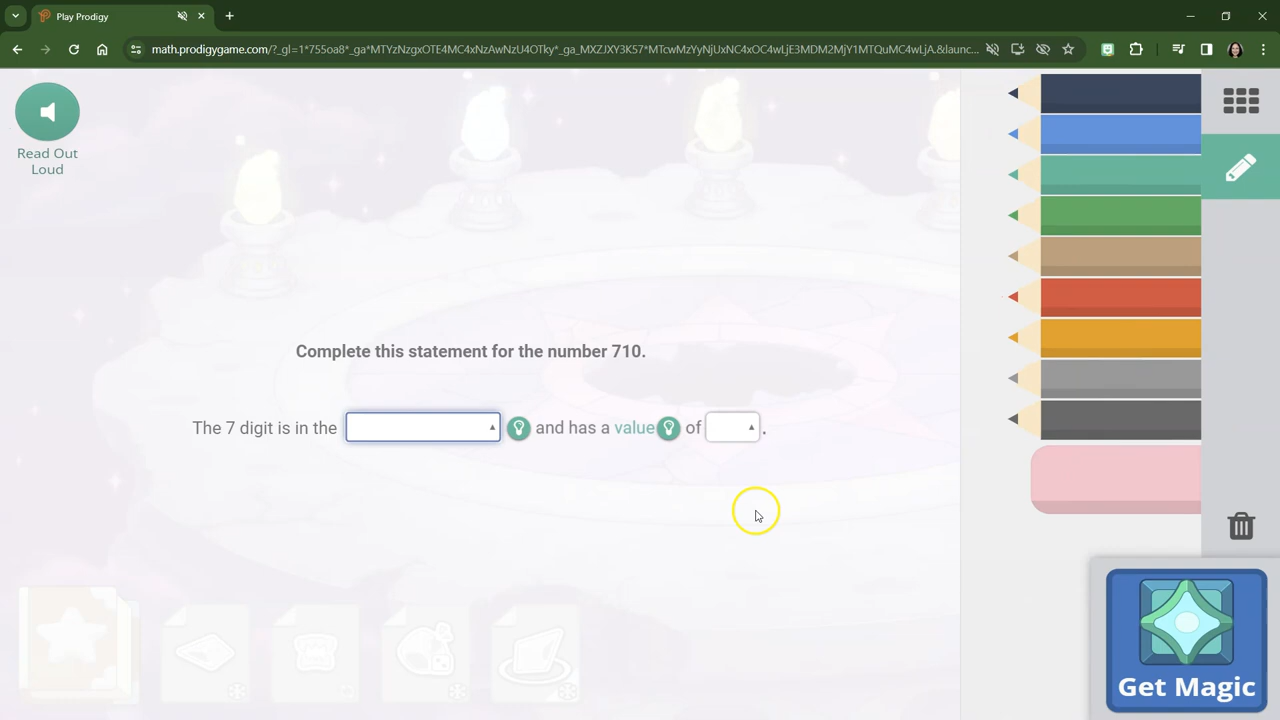 Play Prodigy
math.prodigygame.com/?_gl=1*755oa8*_ga*MTYzNzgxOTE4MC4xNzAwNzU4OTky*_ga_MXZJXY3K57*MTcwMzYyNjUxNC4xOC4wLjE3MDM2MjY1MTQuMC4wLjA.&launc...
Read Out
Loud
Complete this statement for the number 710.
The 7 digit is in the and has a value of .
Get Magic